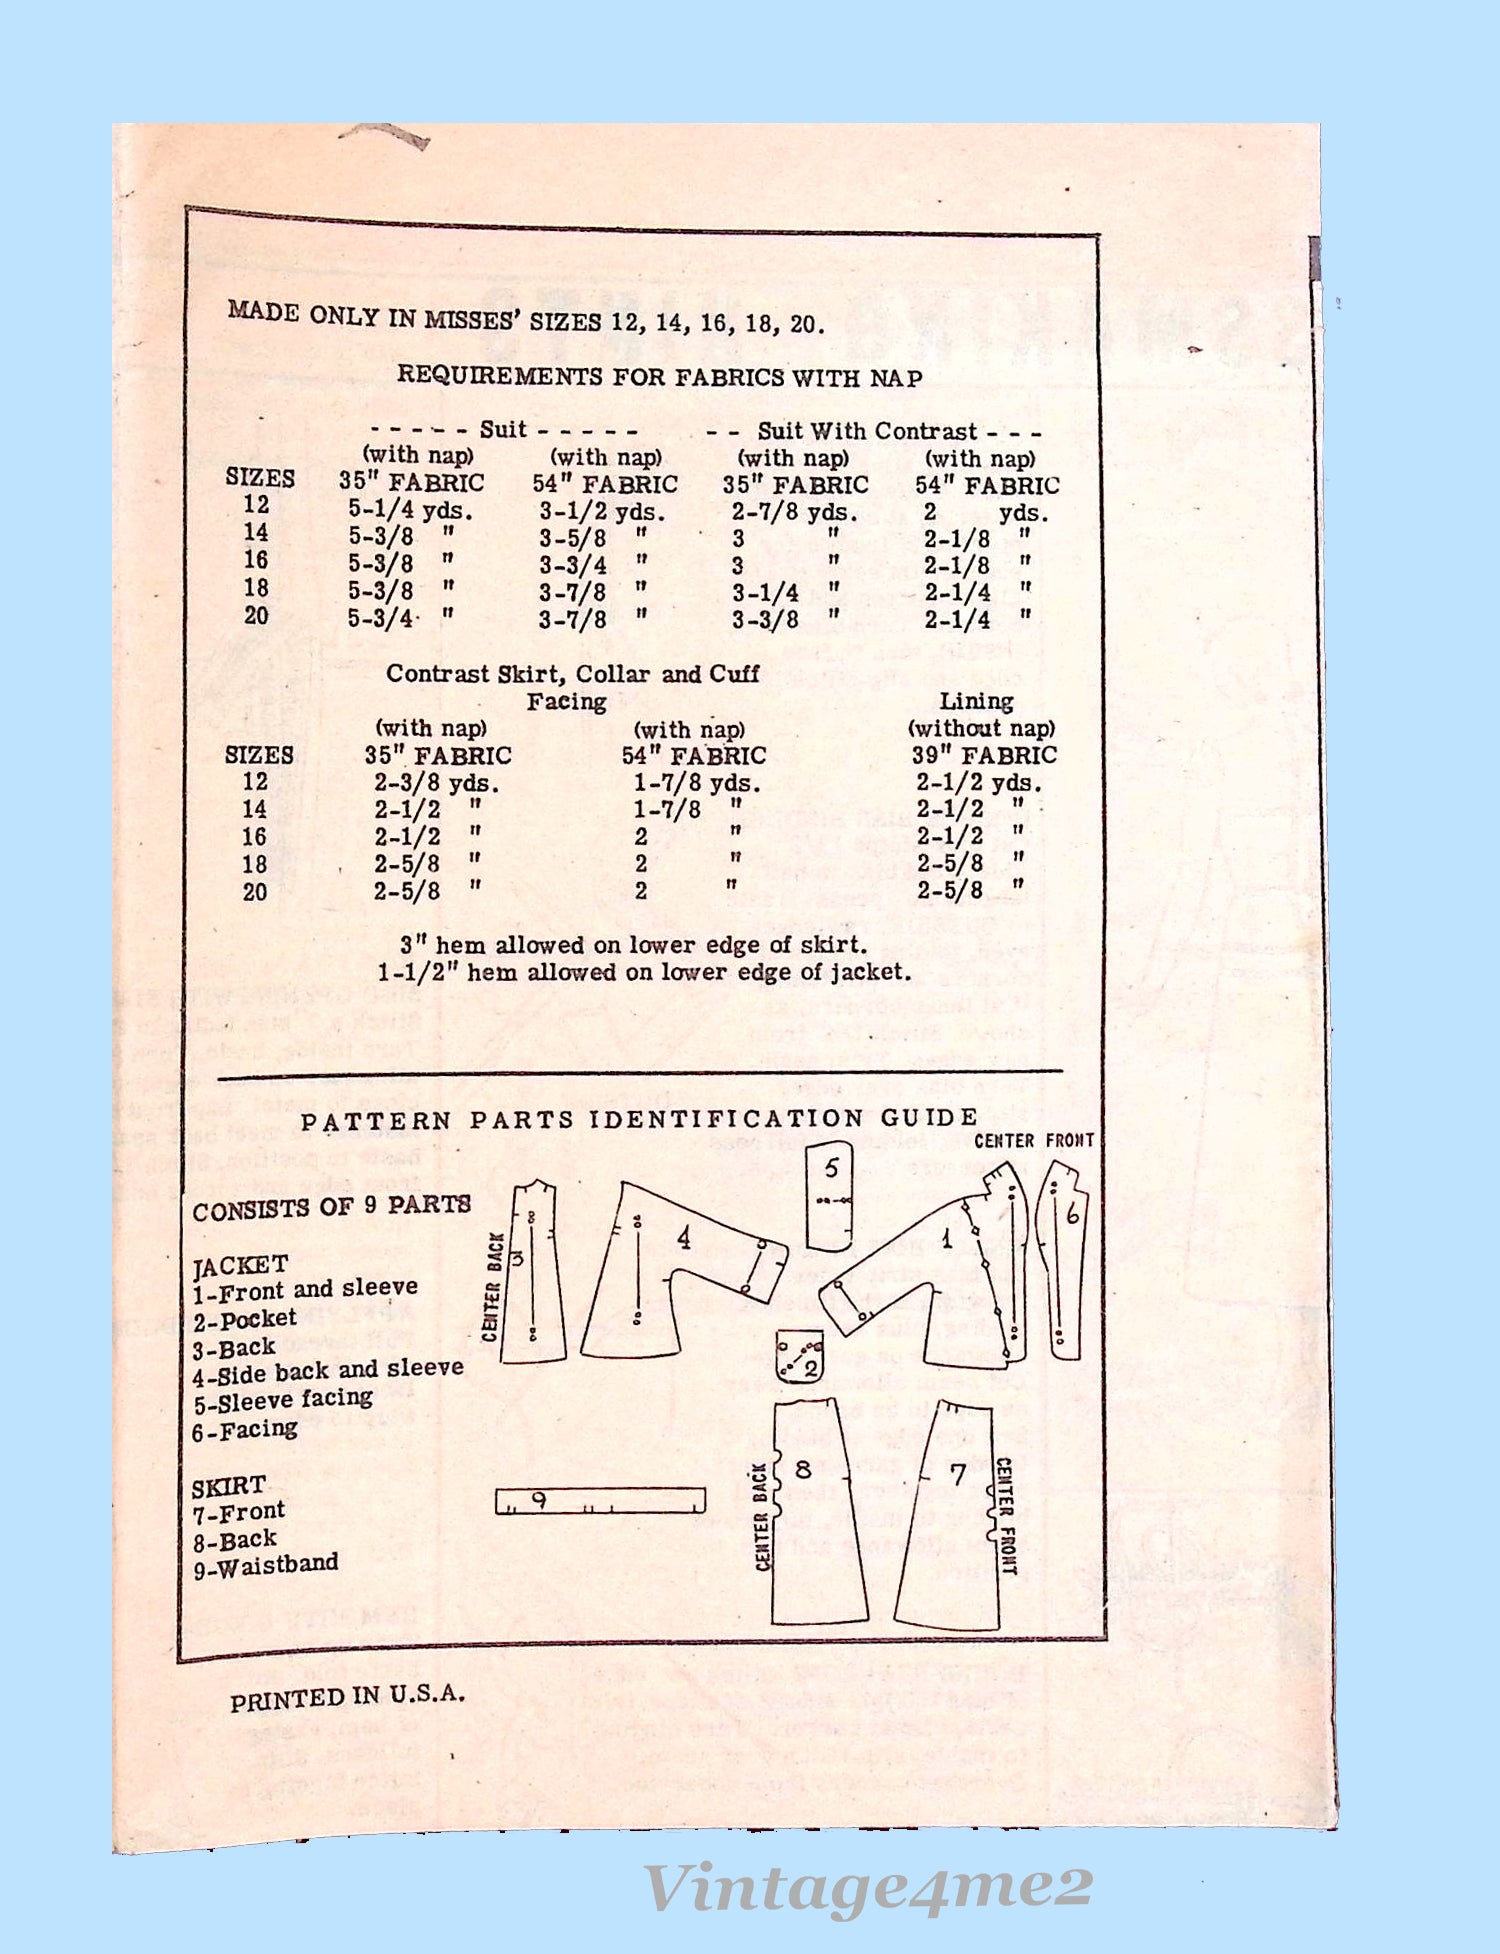 MADE ONLY IN MISSES' SIZES 12, 14, 16, 18, 20.
REQUIREMENTS FOR FABRICS WITH NAP
- - - - - Suit - - - - - - - Suit With Contrast - - -
(with nap) (with nap) (with nap) (with nap)
SIZES 35" FABRIC 54" FABRIC 35" FABRIC 54" FABRIC
12 5-1/4 yds. 3-1/2 yds. 2-7/8 yds. 2 yds.
14 5-3/8 " 3-5/8 " 3 " 2-1/8 "
16 5-3/8 " 3-3/4 " 3 " 2-1/8 "
18 5-3/8 " 3-7/8 " 3-1/4 " 2-1/4 "
20 5-3/4 " 3-7/8 " 3-3/8 " 2-1/4 "
Contrast Skirt, Collar and Cuff
Facing Lining
(with nap) (with nap) (without nap)
SIZES 35" FABRIC 54" FABRIC 39" FABRIC
12 2-3/8 yds. 1-7/8 yds. 2-1/2 yds.
14 2-1/2 " 1-7/8 " 2-1/2 "
16 2-1/2 " 2 " 2-1/2 "
18 2-5/8 " 2 " 2-5/8 "
20 2-5/8 " 2 " 2-5/8 "
3" hem allowed on lower edge of skirt.
1-1/2" hem allowed on lower edge of jacket.
PATTERN PARTS IDENTIFICATION GUIDE
CENTER FRONT
CONSISTS OF 9 PARTS
JACKET
1-Front and sleeve
2-Pocket
3-Back
4-Side back and sleeve
5-Sleeve facing
6-Facing
SKIRT
7-Front
8-Back
9-Waistband
CENTER BACK
3
4
5
1
6
2
9
CENTER BACK
8
7
CENTER FRONT
PRINTED IN U.S.A.
Vintage4me2